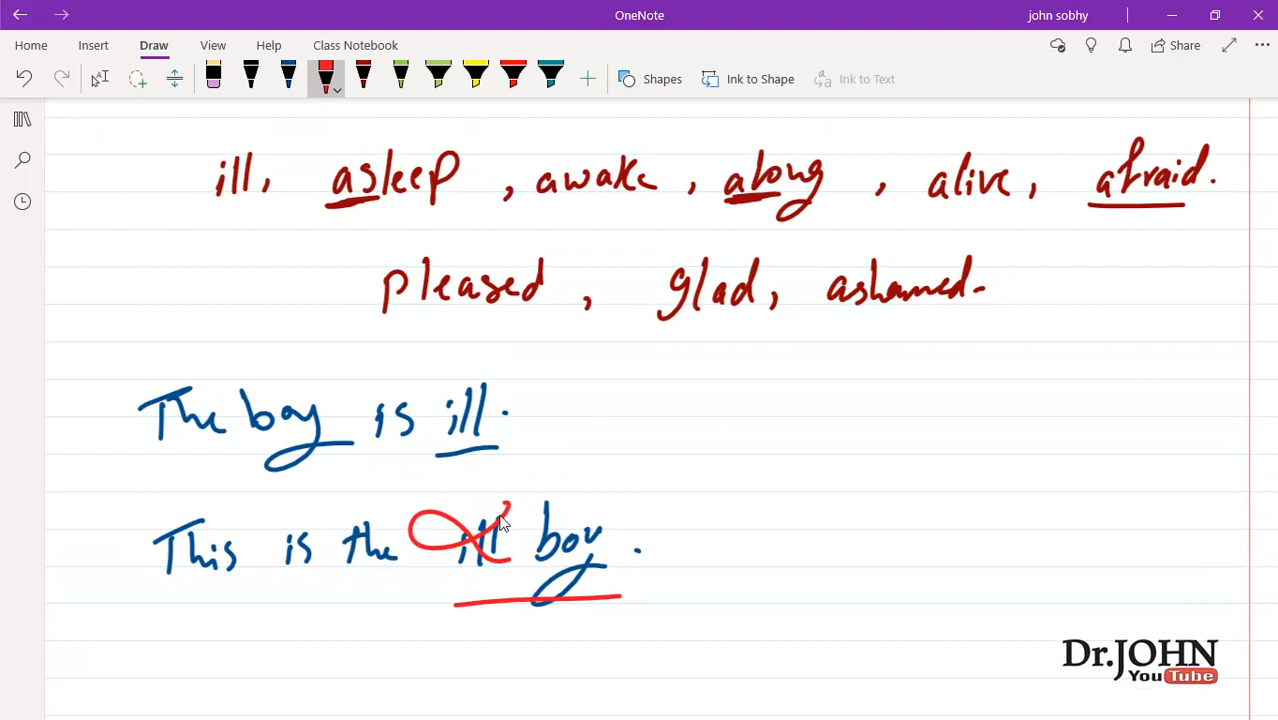 OneNote
john sobhy
Home Insert Draw View Help Class Notebook
Share
Shapes
Ink to Shape
Ink to Text
ill, asleep, awake, along, alive, afraid.
pleased, glad, ashamed.
The boy is ill.
This is the ill boy.
Dr.JOHN
YouTube